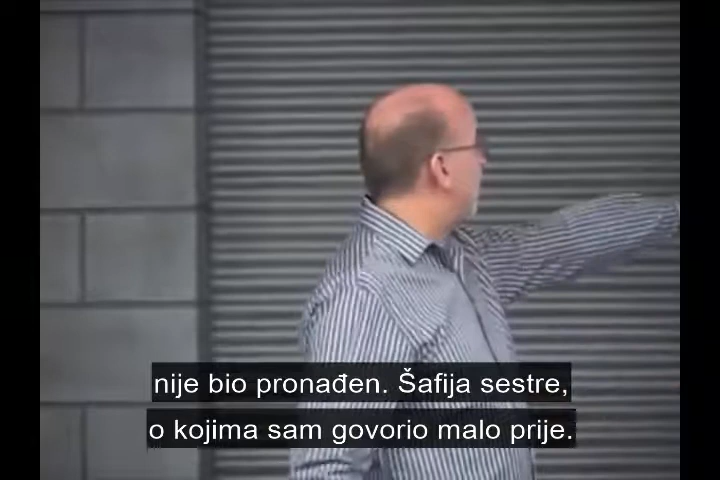 nije bio pronađen. Šafija sestre,
o kojima sam govorio malo prije.